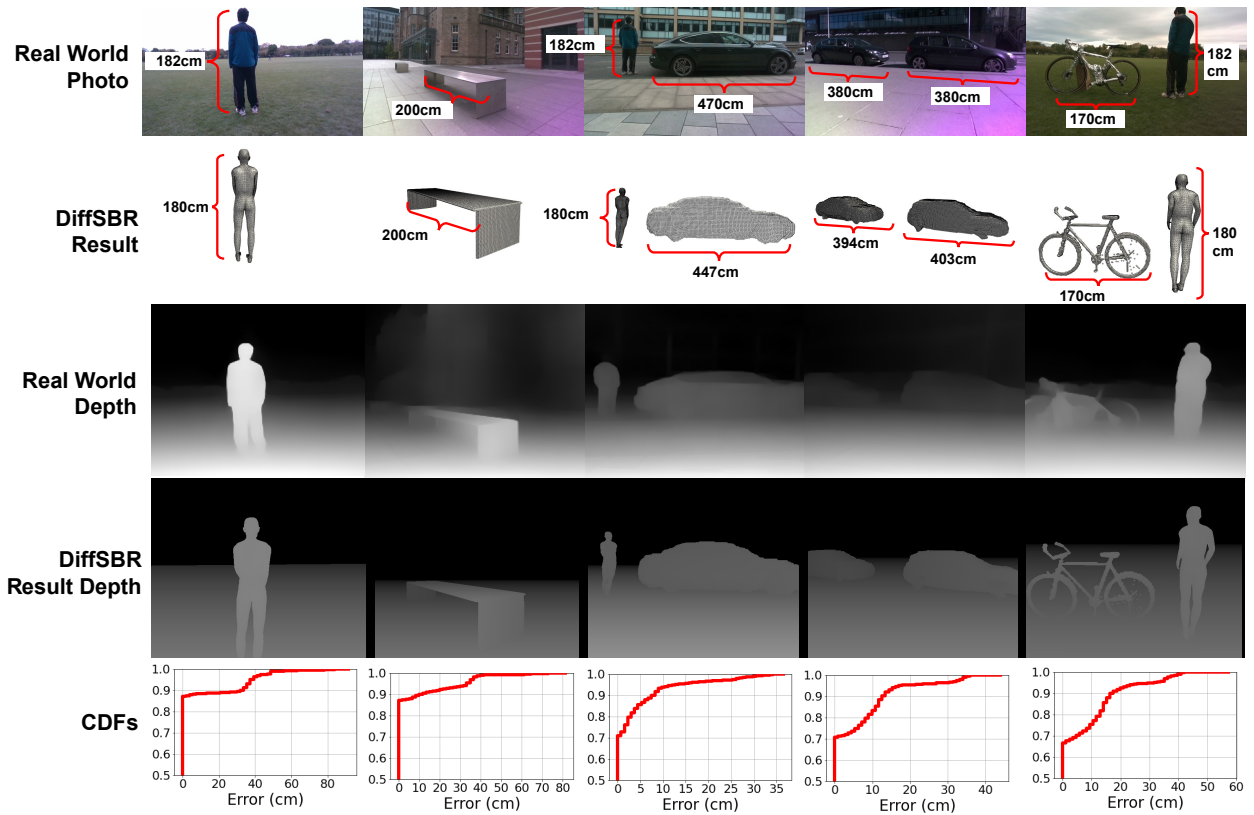 Real World
Photo
182cm
200cm
182cm
470cm
380cm
380cm
182
cm
170cm
DiffSBR
Result
180cm
200cm
180cm
447cm
394cm
403cm
180
cm
170cm
Real World
Depth
DiffSBR
Result Depth
CDFs
1.0
0.9
0.8
0.7
0.6
0.5
0 20 40 60 80
Error (cm)
1.0
0.9
0.8
0.7
0.6
0.5
0 10 20 30 40 50 60 70 80
Error (cm)
1.0
0.9
0.8
0.7
0.6
0.5
0 5 10 15 20 25 30 35
Error (cm)
1.0
0.9
0.8
0.7
0.6
0.5
0 10 20 30 40
Error (cm)
1.0
0.9
0.8
0.7
0.6
0.5
0 10 20 30 40 50 60
Error (cm)